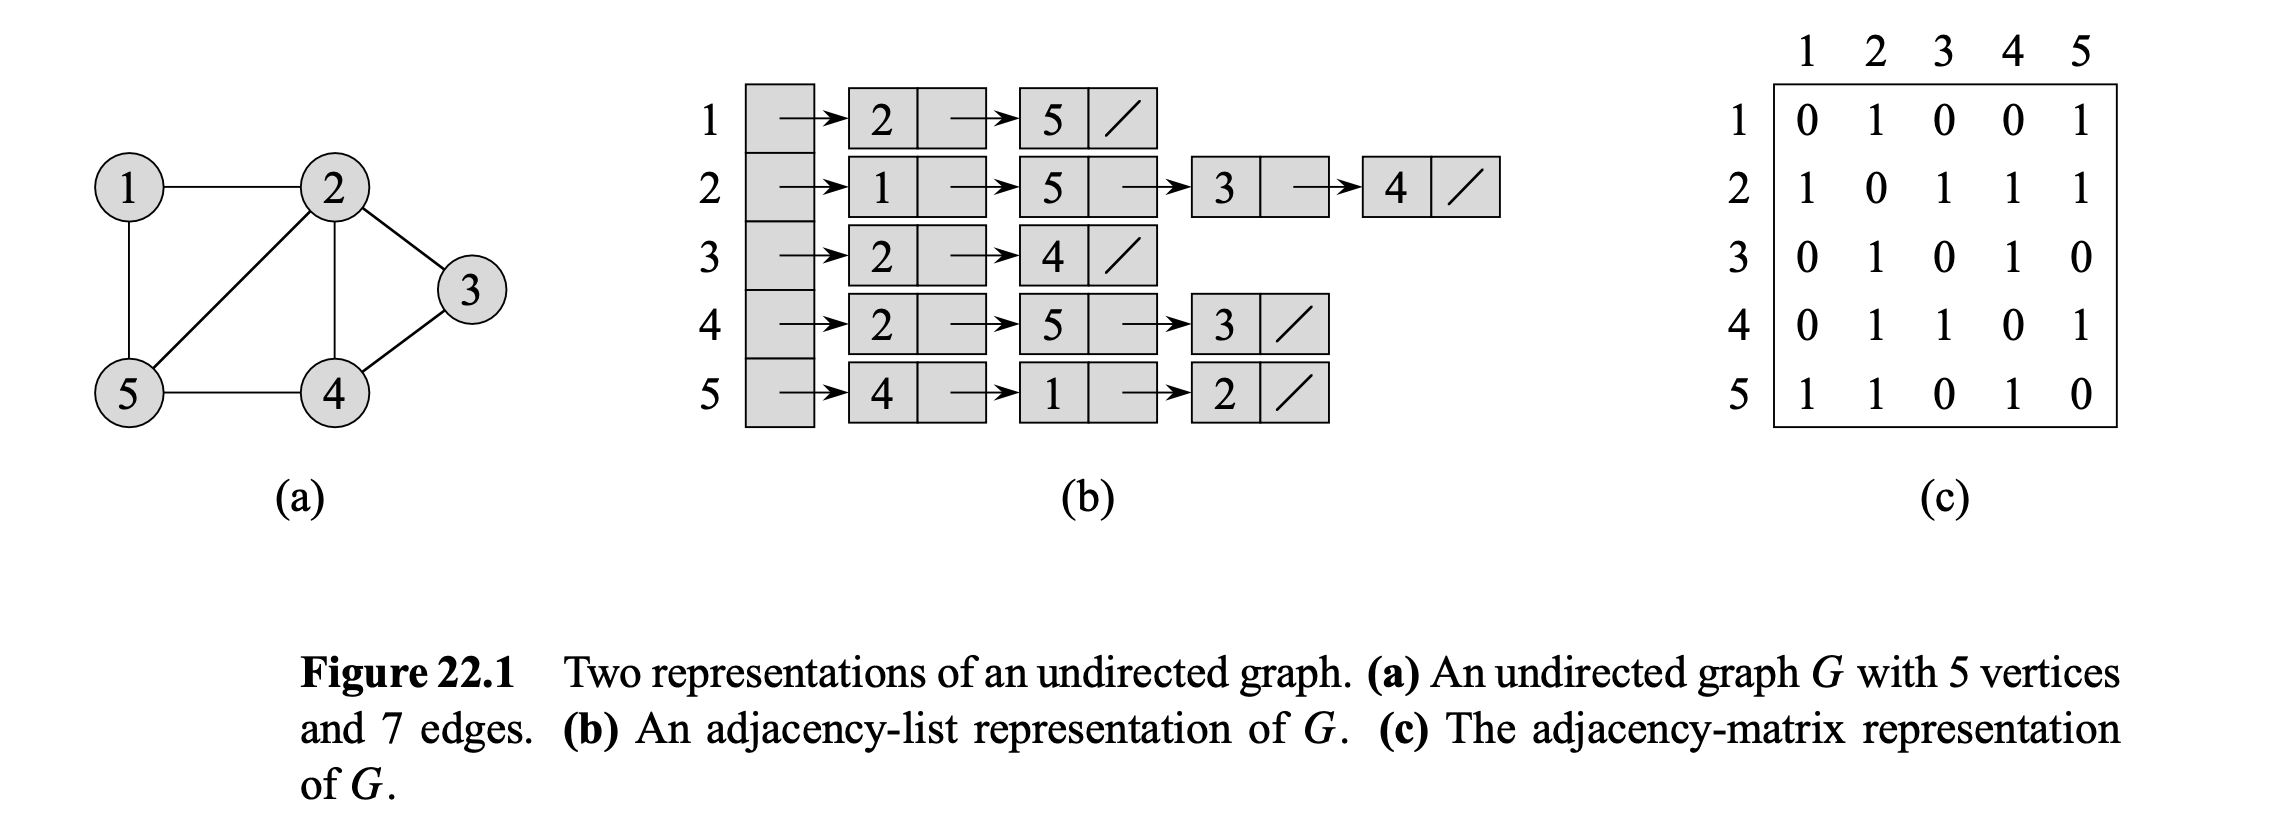 1 2 3 4 5
1 2 5 /
2 1 5 3 4 /
3 2 4 /
4 2 5 3 /
5 4 1 2 /
1 0 1 0 0 1
2 1 0 1 1 1
3 0 1 0 1 0
4 0 1 1 0 1
5 1 1 0 1 0
1 2
3
5 4
(a) (b) (c)
Figure 22.1 Two representations of an undirected graph. (a) An undirected graph G with 5 vertices
and 7 edges. (b) An adjacency-list representation of G. (c) The adjacency-matrix representation
of G.